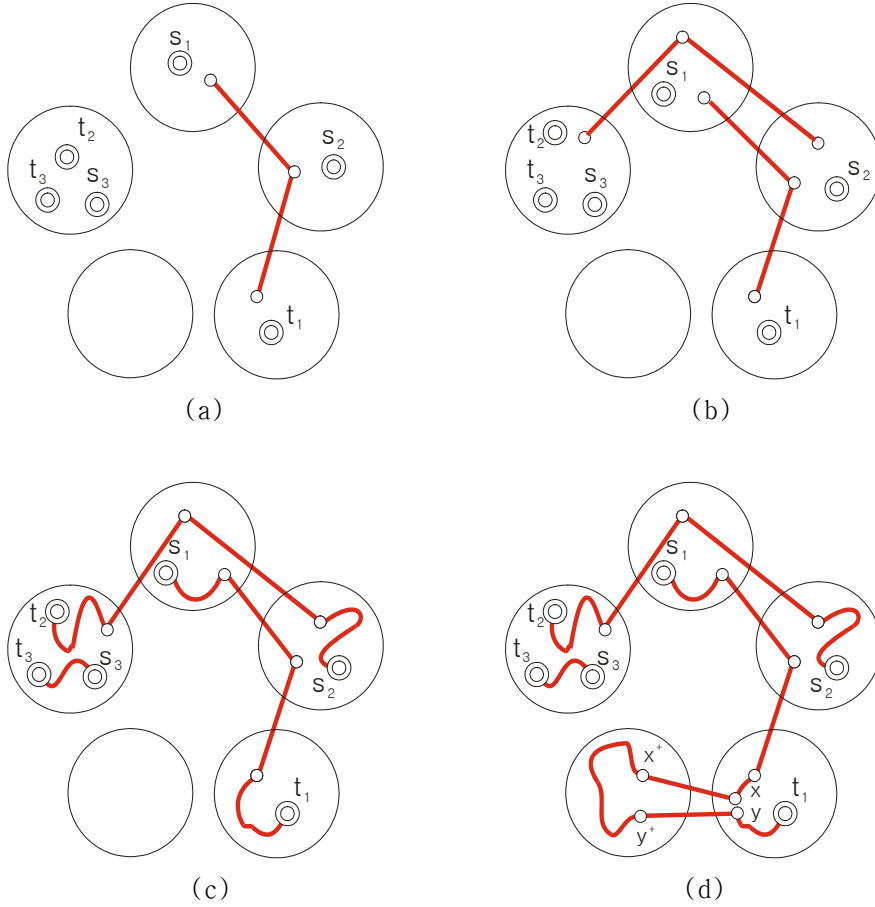 s₁
s₂
t₂
t₃ s₃
t₁
(a)
s₁
t₂
s₂
t₃ s₃
t₁
(b)
s₁
t₂
t₃ s₃
s₂
t₁
(c)
s₁
t₂
t₃ s₃
s₂
x⁺
x t₁
y
y⁺
(d)